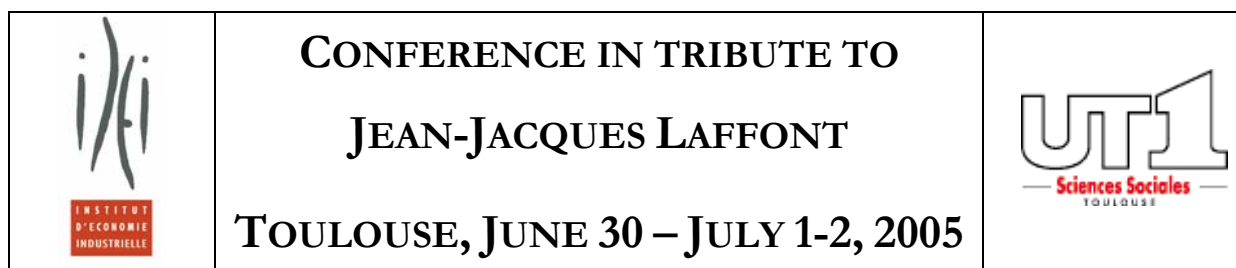 idei
INSTITUT
D'ECONOMIE
INDUSTRIELLE
CONFERENCE IN TRIBUTE TO
JEAN-JACQUES LAFFONT
TOULOUSE, JUNE 30 – JULY 1-2, 2005
UT1
Sciences Sociales
TOULOUSE